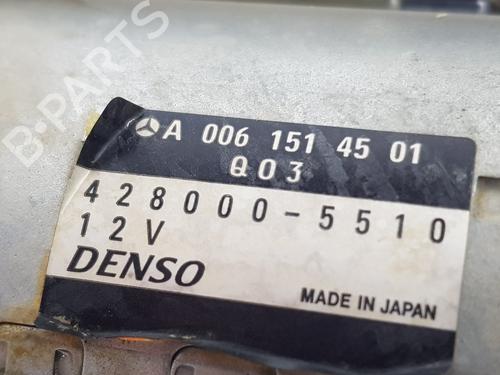 A 006 151 45 01
Q03
428000-5510
12V
DENSO
MADE IN JAPAN
B-PARTS